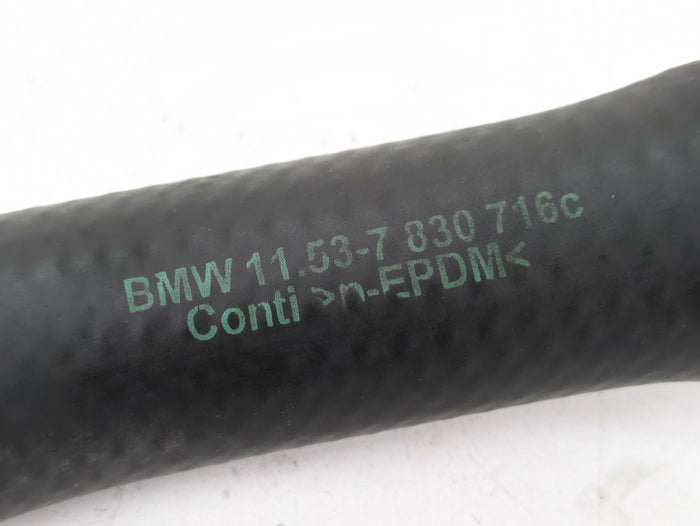 BMW 11.53-7 830 716c
Conti >p-EPDM<